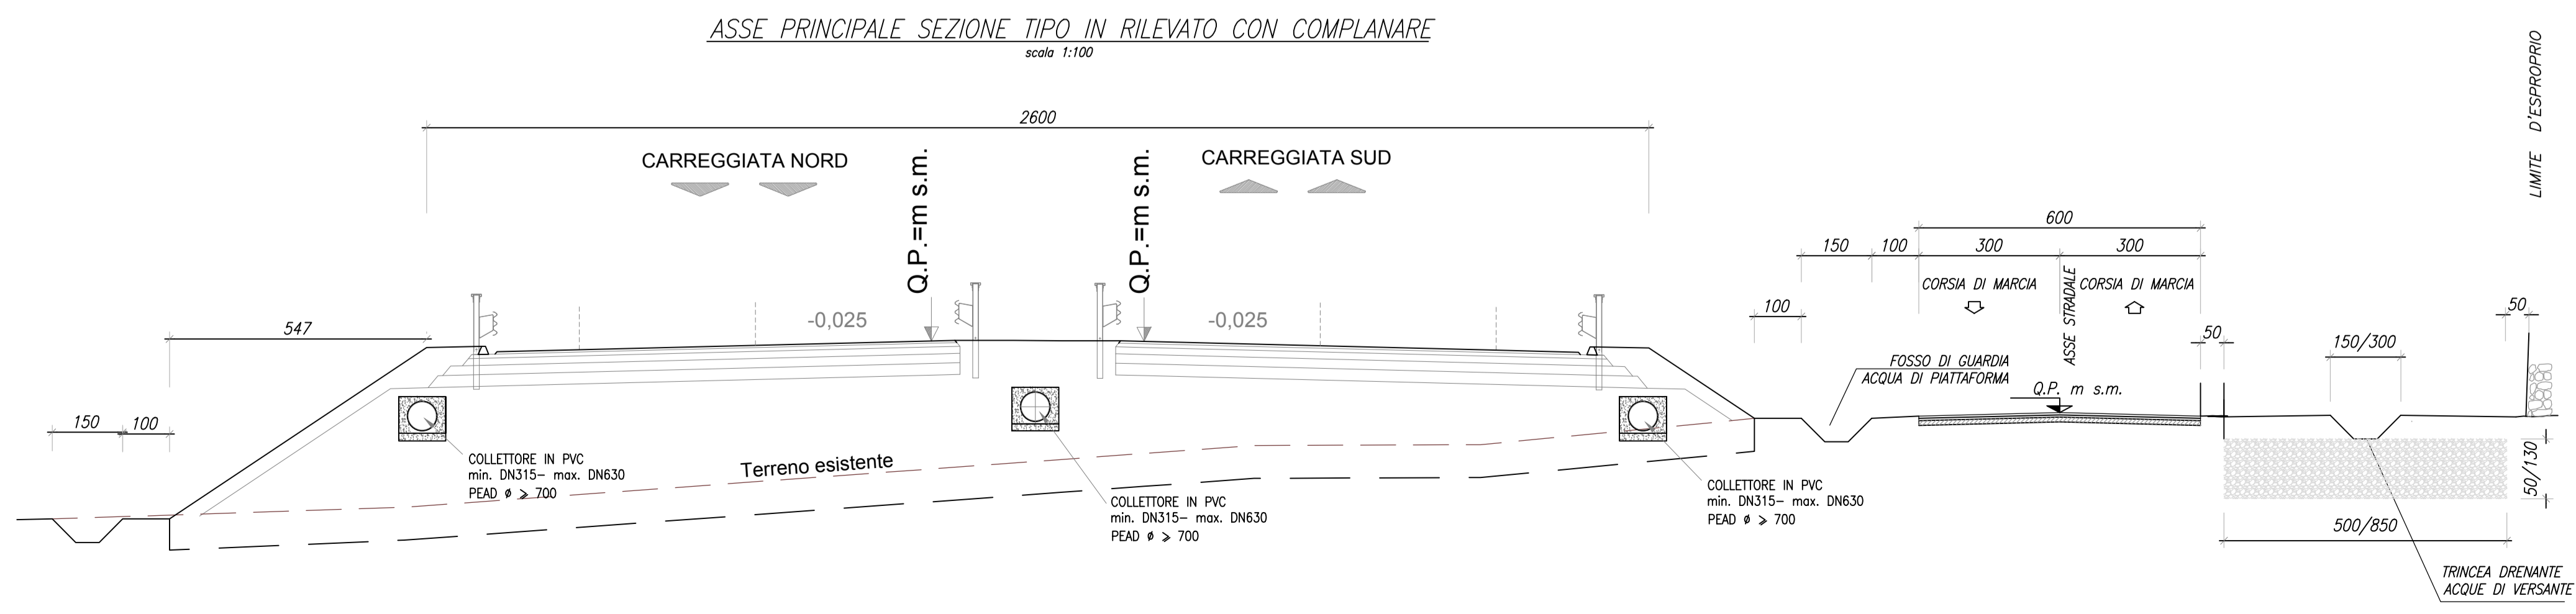 ASSE PRINCIPALE SEZIONE TIPO IN RILEVATO CON COMPLANARE
scala 1:100
LIMITE D'ESPROPRIO
2600
CARREGGIATA NORD
CARREGGIATA SUD
Q.P.=m s.m.
Q.P.=m s.m.
600
150
100
300
300
CORSIA DI MARCIA
ASSE STRADALE
CORSIA DI MARCIA
100
50
547
-0,025
-0,025
50
150/300
FOSSO DI GUARDIA
ACQUA DI PIATTAFORMA
Q.P. m s.m.
150
100
COLLETTORE IN PVC
min. DN315- max. DN630
PEAD ø ⩾ 700
Terreno esistente
COLLETTORE IN PVC
min. DN315- max. DN630
PEAD ø ⩾ 700
COLLETTORE IN PVC
min. DN315- max. DN630
PEAD ø ⩾ 700
50/130
500/850
TRINCEA DRENANTE
ACQUE DI VERSANTE